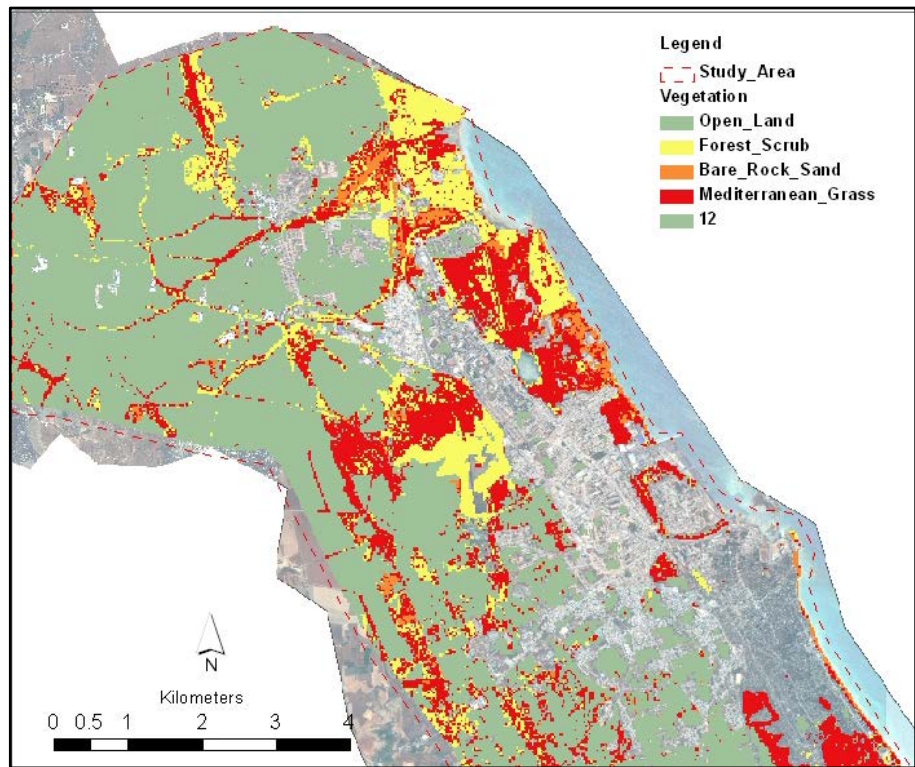 Legend
Study_Area
Vegetation
Open_Land
Forest_Scrub
Bare_Rock_Sand
Mediterranean_Grass
12
N
Kilometers
0 0.5 1 2 3 4